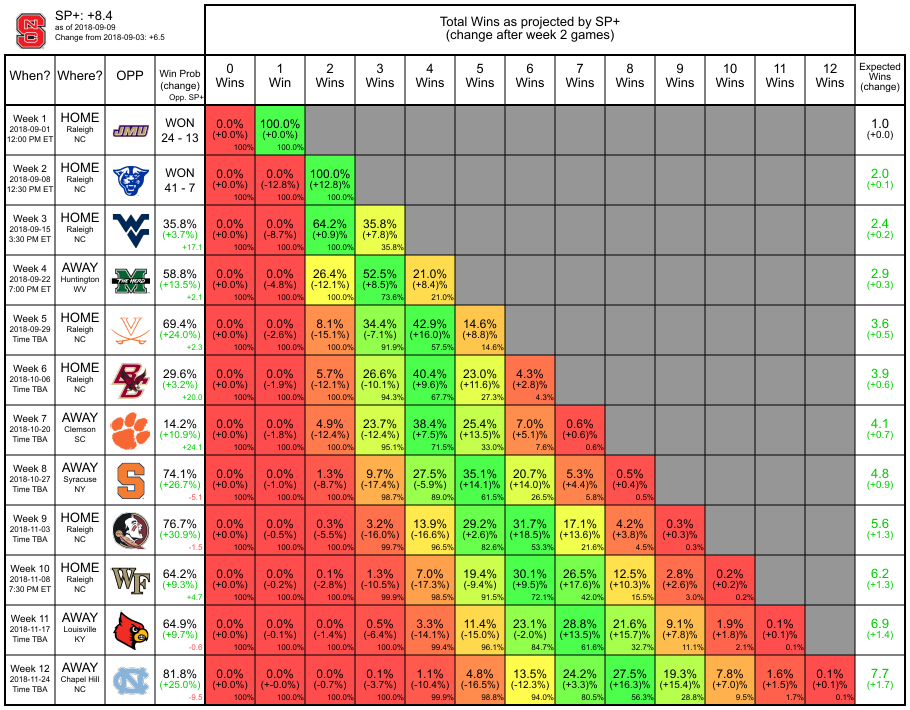 SP+: +8.4
as of 2018-09-09
Change from 2018-09-03: +6.5
Total Wins as projected by SP+
(change after week 2 games)
When? Where? OPP Win Prob (change) Opp. SP+ 0 Wins 1 Win 2 Wins 3 Wins 4 Wins 5 Wins 6 Wins 7 Wins 8 Wins 9 Wins 10 Wins 11 Wins 12 Wins Expected Wins (change)
Week 1 HOME WON 0.0% 100.0% 1.0
2018-09-01 Raleigh JMU 24 - 13 (+0.0%) (+0.0%) (+0.0)
12:00 PM ET NC 100% 100.0%
Week 2 HOME WON 0.0% 0.0% 100.0% 2.0
2018-09-08 Raleigh 41 - 7 (+0.0%) (-12.8%) (+12.8%) (+0.1)
12:30 PM ET NC 100% 100.0% 100.0%
Week 3 HOME 35.8% 0.0% 0.0% 64.2% 35.8% 2.4
2018-09-15 Raleigh (+3.7%) (+0.0%) (-8.7%) (+0.9)% (+7.8%) (+0.2)
3:30 PM ET NC +17.1 100% 100.0% 100.0% 35.8%
Week 4 AWAY 58.8% 0.0% 0.0% 26.4% 52.5% 21.0% 2.9
2018-09-22 Huntington THE HERD (+13.5%) (+0.0%) (-4.8%) (-12.1%) (+8.5%) (+8.4%) (+0.3)
7:00 PM ET WV +2.1 100% 100.0% 100.0% 73.6% 21.0%
Week 5 HOME 69.4% 0.0% 0.0% 8.1% 34.4% 42.9% 14.6% 3.6
2018-09-29 Raleigh (+24.0%) (+0.0%) (-2.6%) (-15.1%) (-7.1%) (+16.0)% (+8.8%) (+0.5)
Time TBA NC +2.3 100% 100.0% 100.0% 91.9% 57.5% 14.6%
Week 6 HOME 29.6% 0.0% 0.0% 5.7% 26.6% 40.4% 23.0% 4.3% 3.9
2018-10-06 Raleigh BC (+3.2%) (+0.0%) (-1.9%) (-12.1%) (-10.1%) (+9.6%) (+11.6%) (+2.8%) (+0.6)
Time TBA NC +20.0 100% 100.0% 100.0% 94.3% 67.7% 27.3% 4.3%
Week 7 AWAY 14.2% 0.0% 0.0% 4.9% 23.7% 38.4% 25.4% 7.0% 0.6% 4.1
2018-10-20 Clemson (+10.9%) (+0.0%) (-1.8%) (-12.4%) (-12.4%) (+7.5)% (+13.5%) (+5.1%) (+0.6%) (+0.7)
Time TBA SC +24.1 100% 100.0% 100.0% 95.1% 71.5% 33.0% 7.6% 0.6%
Week 8 AWAY 74.1% 0.0% 0.0% 1.3% 9.7% 27.5% 35.1% 20.7% 5.3% 0.5% 4.8
2018-10-27 Syracuse S (+26.7%) (+0.0%) (-1.0%) (-8.7%) (-17.4%) (-5.9%) (+14.1)% (+14.0%) (+4.4%) (+0.4%) (+0.9)
Time TBA NY -5.1 100% 100.0% 100.0% 98.7% 89.0% 61.5% 26.5% 5.8% 0.5%
Week 9 HOME 76.7% 0.0% 0.0% 0.3% 3.2% 13.9% 29.2% 31.7% 17.1% 4.2% 0.3% 5.6
2018-11-03 Raleigh (+30.9%) (+0.0%) (-0.5%) (-5.5%) (-16.0%) (-16.6%) (+2.6)% (+18.5%) (+13.6%) (+3.8%) (+0.3%) (+1.3)
Time TBA NC -1.5 100% 100.0% 100.0% 99.7% 96.5% 82.6% 53.3% 21.6% 4.5% 0.3%
Week 10 HOME 64.2% 0.0% 0.0% 0.1% 1.3% 7.0% 19.4% 30.1% 26.5% 12.5% 2.8% 0.2% 6.2
2018-11-08 Raleigh WF (+9.3%) (+0.0%) (-0.2%) (-2.8%) (-10.5%) (-17.3%) (-9.4%) (+9.5)% (+17.6%) (+10.3%) (+2.6%) (+0.2%) (+1.3)
7:30 PM ET NC +4.7 100% 100.0% 100.0% 99.9% 98.5% 91.5% 72.1% 42.0% 15.5% 3.0% 0.2%
Week 11 AWAY 64.9% 0.0% 0.0% 0.0% 0.5% 3.3% 11.4% 23.1% 28.8% 21.6% 9.1% 1.9% 0.1% 6.9
2018-11-17 Louisville (+9.7%) (+0.0%) (-0.1%) (-1.4%) (-6.4%) (-14.1%) (-15.0%) (-2.0%) (+13.5)% (+15.7%) (+7.8%) (+1.8%) (+0.1%) (+1.4)
Time TBA KY -0.6 100% 100.0% 100.0% 100.0% 99.4% 96.1% 84.7% 61.6% 32.7% 11.1% 2.1% 0.1%
Week 12 AWAY 81.8% 0.0% 0.0% 0.0% 0.1% 1.1% 4.8% 13.5% 24.2% 27.5% 19.3% 7.8% 1.6% 0.1% 7.7
2018-11-24 Chapel Hill NC (+25.0%) (+0.0%) (+-0.0%) (-0.7%) (-3.7%) (-10.4%) (-16.5%) (-12.3%) (+3.3%) (+16.3)% (+15.4%) (+7.0%) (+1.5%) (+0.1%) (+1.7)
Time TBA NC -9.5 100% 100.0% 100.0% 100.0% 99.9% 98.8% 94.0% 80.5% 56.3% 28.8% 9.5% 1.7% 0.1%